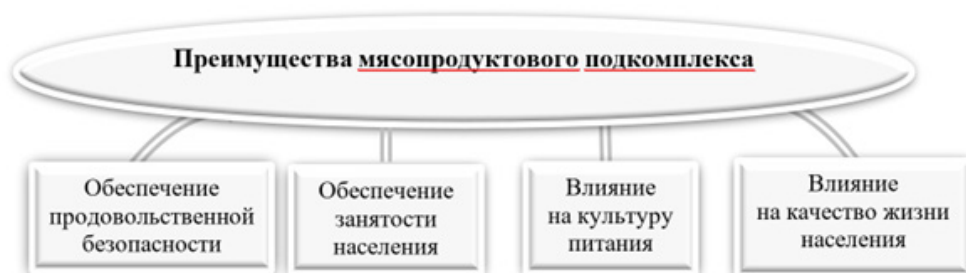 Преимущества мясопродуктового подкомплекса
Обеспечение
продовольственной
безопасности
Обеспечение
занятости
населения
Влияние
на культуру
питания
Влияние
на качество жизни
населения